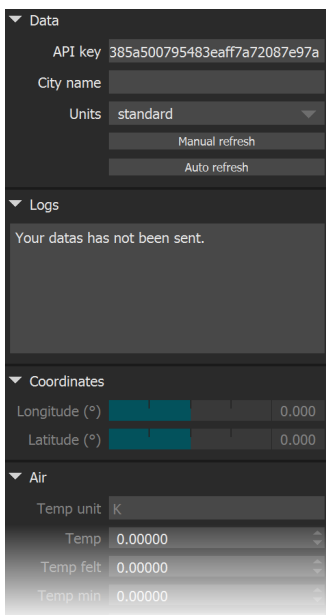 Data
API key 385a500795483eaff7a72087e97a
City name
Units standard
Manual refresh
Auto refresh
Logs
Your datas has not been sent.
Coordinates
Longitude (°) 0.000
Latitude (°) 0.000
Air
Temp unit K
Temp 0.00000
Temp felt 0.00000
Temp min 0.00000